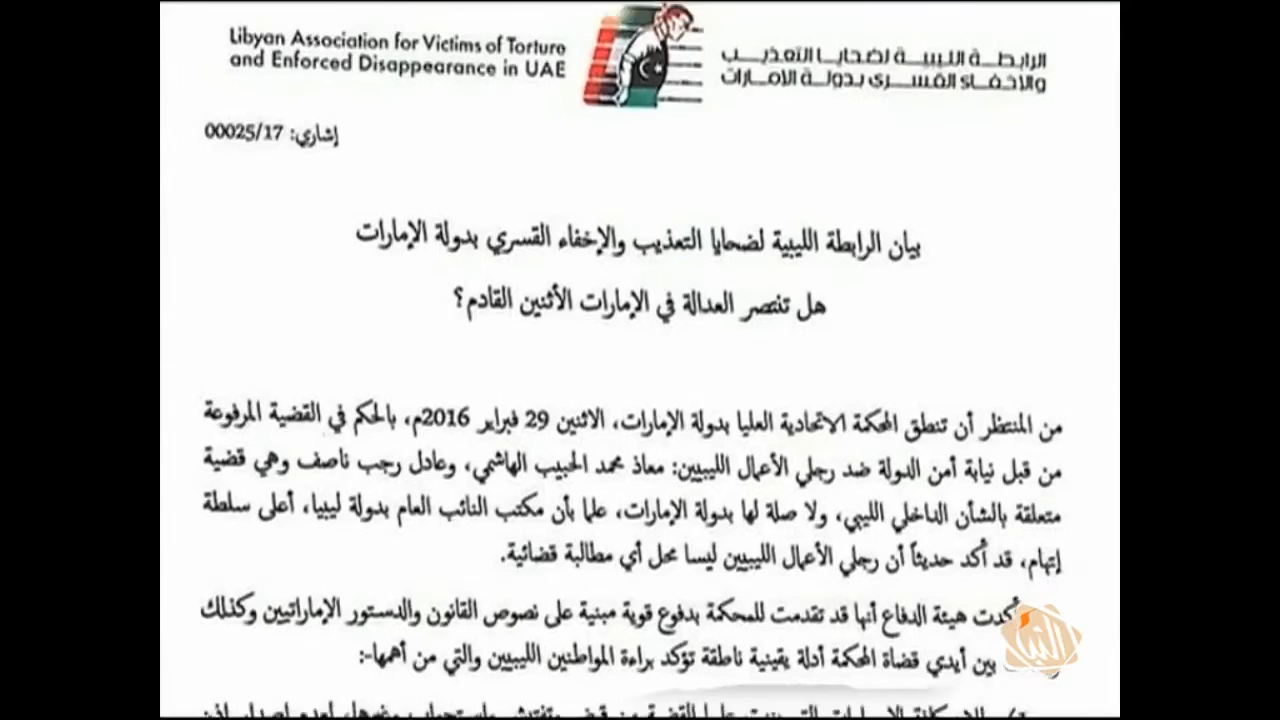 Libyan Association for Victims of Torture
and Enforced Disappearance in UAE
الرابطة الليبية لضحايا التعذيب
والاخفاء القسري بدولة الامارات
إشاري: 00025/17
بيان الرابطة الليبية لضحايا التعذيب والإخفاء القسري بدولة الإمارات
هل تنتصر العدالة في الإمارات الأثنين القادم؟
من المنتظر أن تنطق المحكمة الاتحادية العليا بدولة الإمارات، الاثنين 29 فبراير 2016م، بالحكم في القضية المرفوعة
من قبل نيابة أمن الدولة ضد رجلي الأعمال الليبيين: معاذ محمد الحبيب الهاشمي، وعادل رجب ناصف وهي قضية
متعلقة بالشأن الداخلي الليبي، ولا صلة لها بدولة الإمارات، علما بأن مكتب النائب العام بدولة ليبيا، أعلى سلطة
إتهام، قد أكد حديثاً أن رجلي الأعمال الليبيين ليسا محل أي مطالبة قضائية.
أكدت هيئة الدفاع أنها قد تقدمت للمحكمة بدفوع قوية مبنية على نصوص القانون والدستور الإماراتيين وكذلك
بين أيدي قضاة المحكمة أدلة يقينية ناطقة تؤكد براءة المواطنين الليبيين والتي من أهمها:-
النبأ